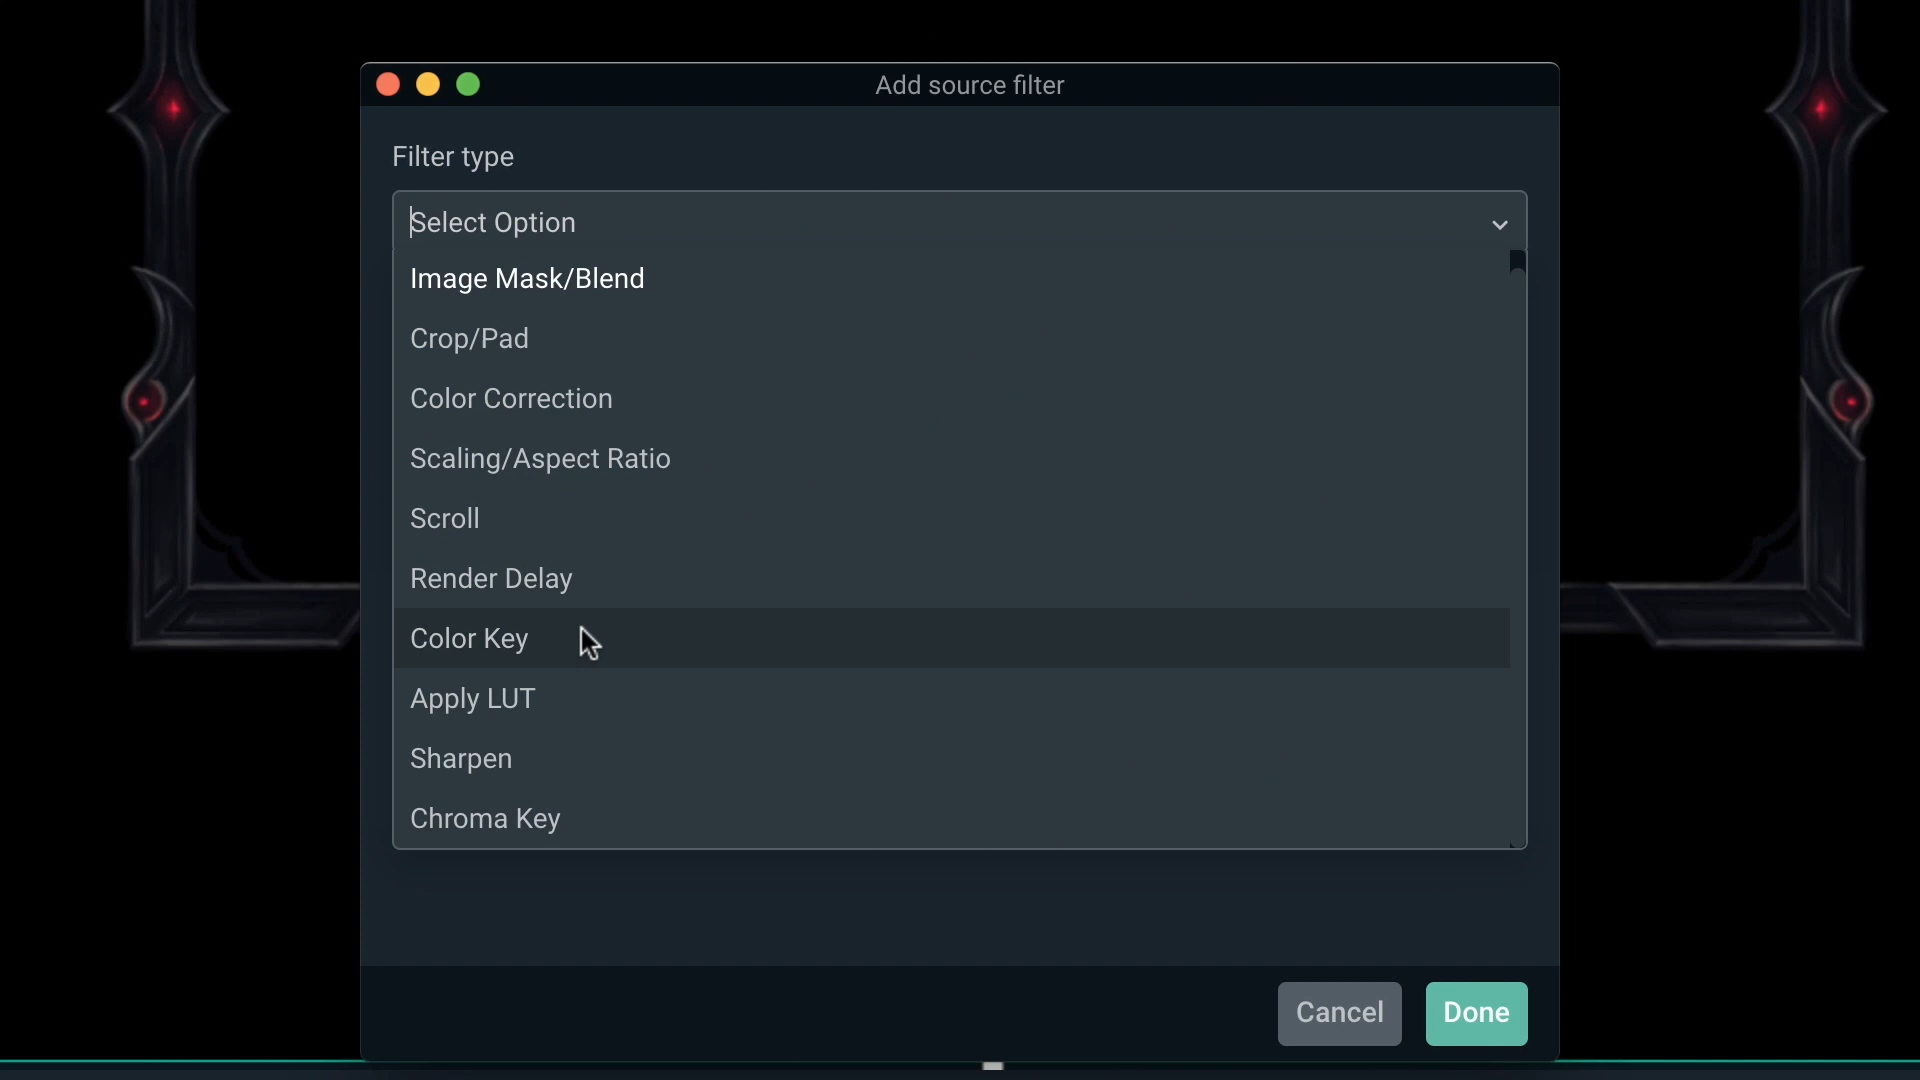 Add source filter
Filter type
Select Option
Image Mask/Blend
Crop/Pad
Color Correction
Scaling/Aspect Ratio
Scroll
Render Delay
Color Key
Apply LUT
Sharpen
Chroma Key
Cancel
Done